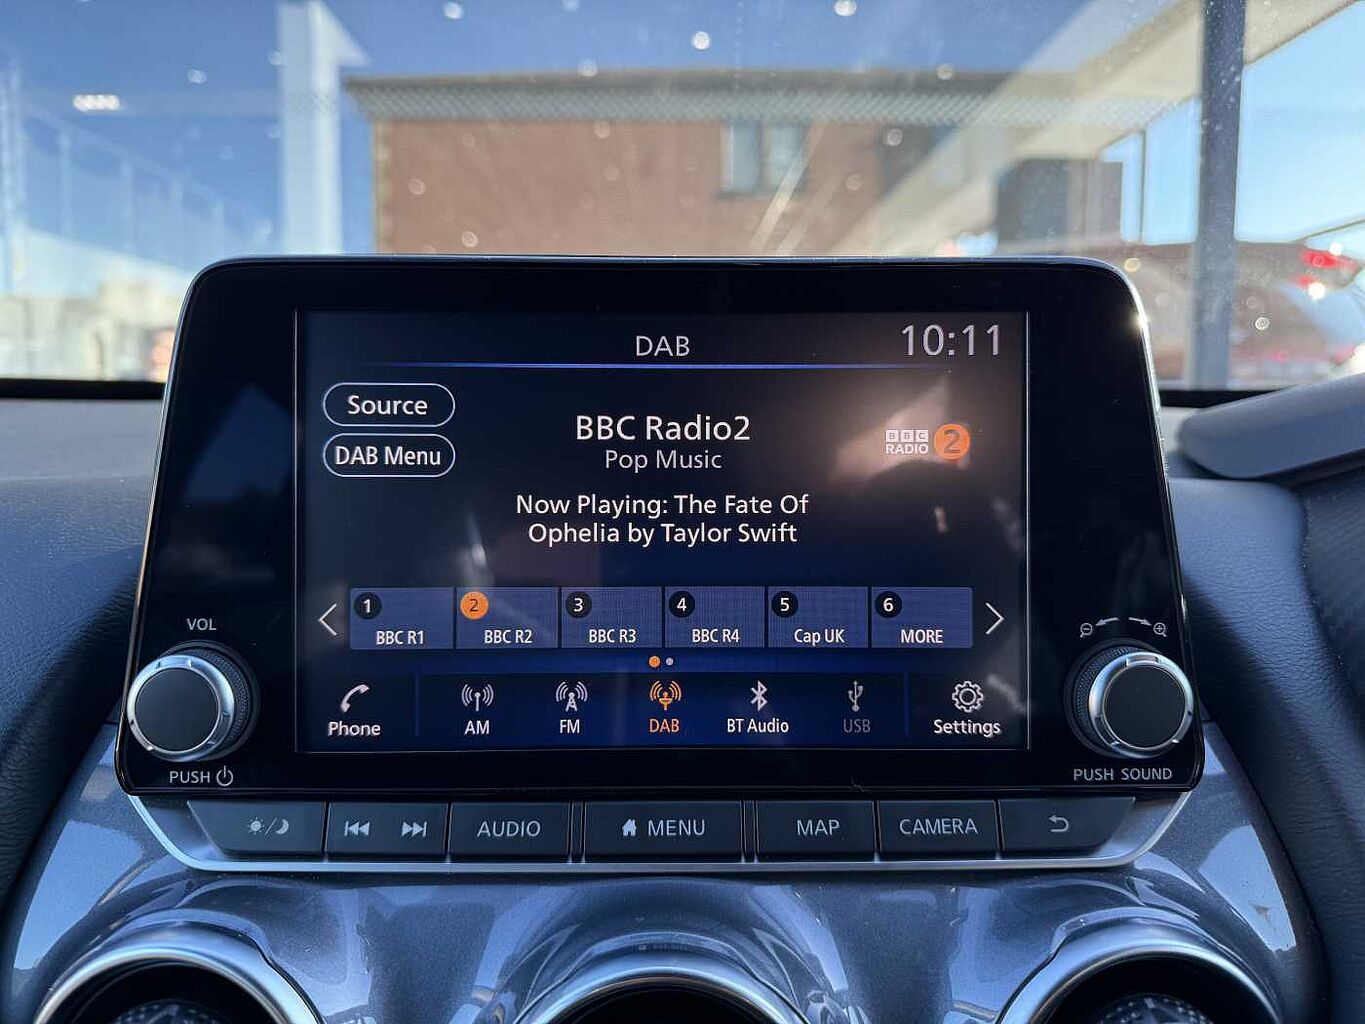 DAB
10:11
Source
DAB Menu
BBC Radio2
Pop Music
BBC
RADIO 2
Now Playing: The Fate Of
Ophelia by Taylor Swift
1 2 3 4 5 6
BBC R1 BBC R2 BBC R3 BBC R4 Cap UK MORE
Phone AM FM DAB BT Audio USB Settings
VOL
PUSH
PUSH SOUND
AUDIO MENU MAP CAMERA